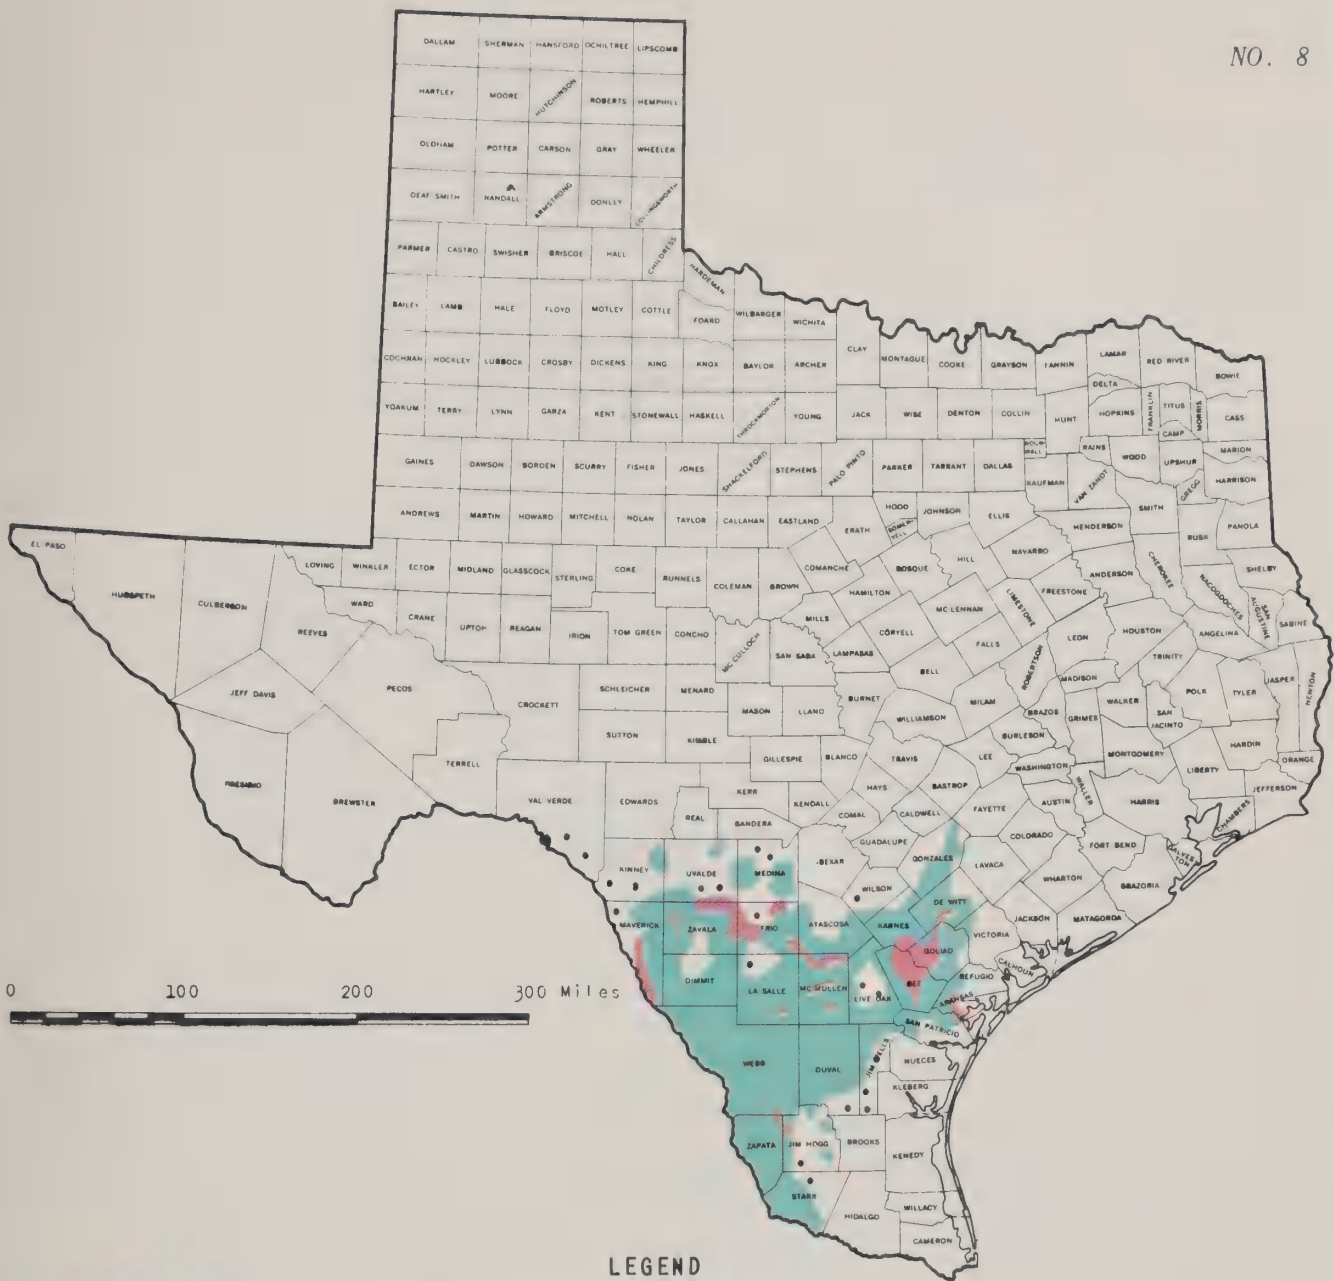 NO. 8
DALLAM SHERMAN HANSFORD OCHILTREE LIPSCOMB
HARTLEY MOORE HUTCHINSON ROBERTS HEMPHILL
OLDHAM POTTER CARSON GRAY WHEELER
DEAF SMITH RANDALL ARMSTRONG DONLEY COLLINGSWORTH
PARMER CASTRO SWISHER BRISCOE HALL CHILDRESS
HARDEMAN
BAILEY LAMB HALE FLOYD MOTLEY COTTLE FOARD WILBARGER WICHITA
COCHRAN HOCKLEY LUBBOCK CROSBY DICKENS KING KNOX BAYLOR ARCHER CLAY MONTAGUE COOKE GRAYSON FANNIN LAMAR RED RIVER BOWIE
DELTA
YOAKUM TERRY LYNN GARZA KENT STONEWALL HASKELL THROCKMORTON YOUNG JACK WISE DENTON COLLIN HUNT HOPKINS FRANKLIN TITUS MORRIS CASS
CAMP
GAINES DAWSON BORDEN SCURRY FISHER JONES SHACKELFORD STEPHENS PALO PINTO PARKER TARRANT DALLAS ROCK-WALL RAINS WOOD UPSHUR MARION
KAUFMAN VAN ZANDT GREGG HARRISON
ANDREWS MARTIN HOWARD MITCHELL NOLAN TAYLOR CALLAHAN EASTLAND ERATH HOOD SOMER-VELL JOHNSON ELLIS HENDERSON SMITH RUSK PANOLA
EL PASO HUDSPETH CULBERSON LOVING WINKLER ECTOR MIDLAND GLASSCOCK STERLING COKE RUNNELS COLEMAN BROWN COMANCHE BOSQUE HILL NAVARRO ANDERSON CHEROKEE NACOGDOCHES SHELBY
REEVES WARD CRANE UPTON REAGAN IRION TOM GREEN CONCHO MC CULLOCH SAN SABA MILLS HAMILTON MC LENNAN LIMESTONE FREESTONE SAN AUGUSTINE SABINE
LAMPASAS CORYELL FALLS LEON HOUSTON ANGELINA
JEFF DAVIS PECOS CROCKETT SCHLEICHER MENARD MASON LLANO BURNET BELL MILAM ROBERTSON MADISON TRINITY POLK TYLER JASPER NEWTON
SUTTON KIMBLE WILLIAMSON BURLESON BRAZOS GRIMES WALKER SAN JACINTO HARDIN
PRESIDIO BREWSTER TERRELL GILLESPIE BLANCO TRAVIS LEE WASHINGTON MONTGOMERY LIBERTY ORANGE
VAL VERDE EDWARDS REAL KERR KENDALL HAYS BASTROP FAYETTE AUSTIN WALLER HARRIS CHAMBERS JEFFERSON
BANDERA COMAL CALDWELL COLORADO FORT BEND GALVES-TON
KINNEY UVALDE MEDINA BEXAR GUADALUPE GONZALES LAVACA WHARTON BRAZORIA
WILSON DE WITT JACKSON MATAGORDA
MAVERICK ZAVALA FRIO ATASCOSA KARNES GOLIAD VICTORIA CALHOUN
DIMMIT LA SALLE MC MULLEN LIVE OAK BEE REFUGIO ARANSAS
SAN PATRICIO
WEBB DUVAL JIM WELLS NUECES
KLEBERG
ZAPATA JIM HOGG BROOKS KENEDY
STARR HIDALGO WILLACY
CAMERON
0 100 200 300 Miles
LEGEND